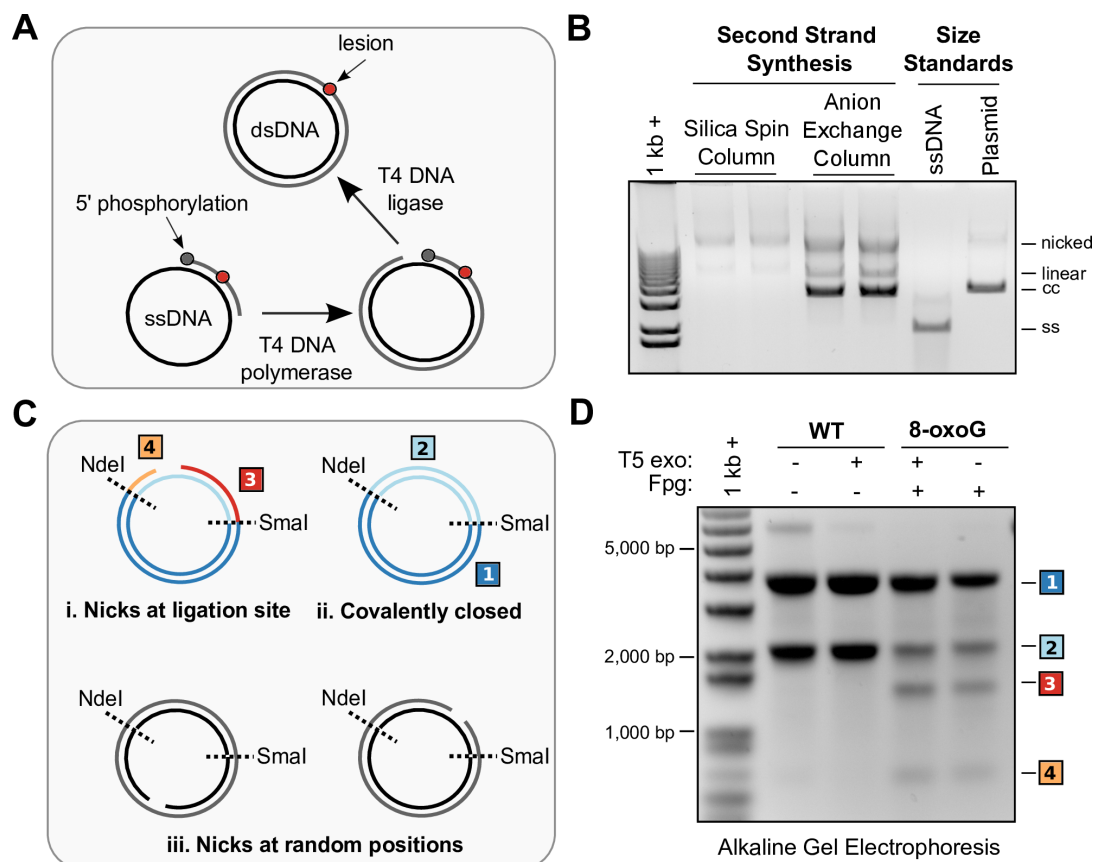 A
lesion
dsDNA
5' phosphorylation
T4 DNA
ligase
ssDNA
T4 DNA
polymerase
B
Second Strand
Synthesis
Size
Standards
1 kb +
Silica Spin
Column
Anion
Exchange
Column
ssDNA
Plasmid
nicked
linear
cc
ss
C
4
NdeI
3
SmaI
i. Nicks at ligation site
2
NdeI
SmaI
1
ii. Covalently closed
NdeI
SmaI
NdeI
SmaI
iii. Nicks at random positions
D
WT
8-oxoG
T5 exo: - + + -
Fpg: - - + +
1 kb +
5,000 bp
2,000 bp
1,000 bp
1
2
3
4
Alkaline Gel Electrophoresis